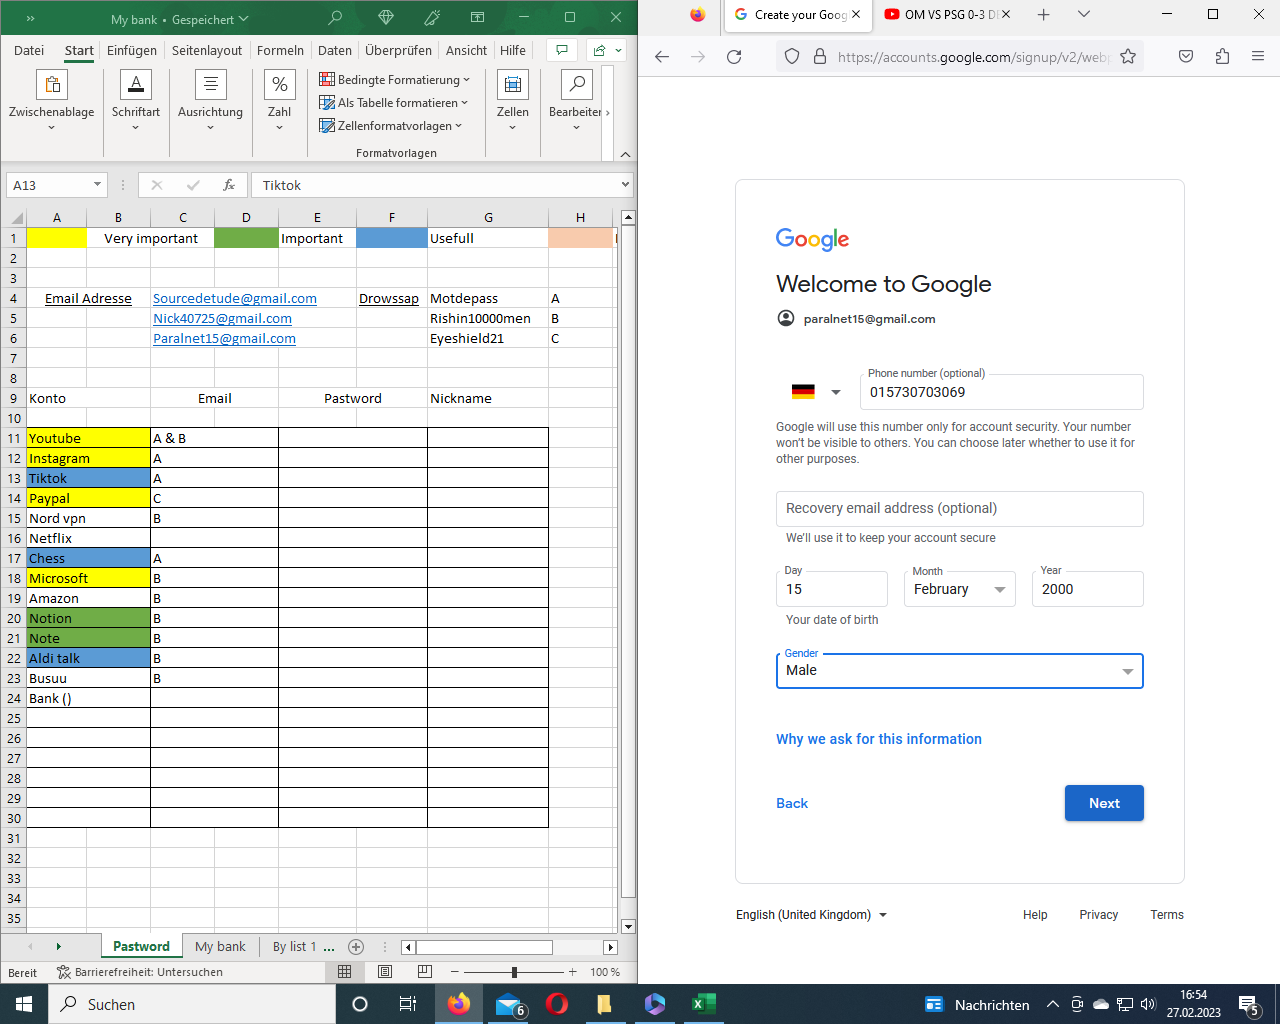 My bank • Gespeichert
Datei Start Einfügen Seitenlayout Formeln Daten Überprüfen Ansicht Hilfe
Zwischenablage Schriftart Ausrichtung Zahl
Bedingte Formatierung
Als Tabelle formatieren
Zellenformatvorlagen
Formatvorlagen
Zellen Bearbeiten
A13 fx Tiktok
A B C D E F G H
1 Very important Important Usefull
2
3
4 Email Adresse Sourcedetude@gmail.com Drowssap Motdepass A
5 Nick40725@gmail.com Rishin10000men B
6 Paralnet15@gmail.com Eyeshield21 C
7
8
9 Konto Email Pastword Nickname
10
11 Youtube A & B
12 Instagram A
13 Tiktok A
14 Paypal C
15 Nord vpn B
16 Netflix
17 Chess A
18 Microsoft B
19 Amazon B
20 Notion B
21 Note B
22 Aldi talk B
23 Busuu B
24 Bank ()
25
26
27
28
29
30
31
32
33
34
35
Pastword My bank By list 1 ...
Bereit Barrierefreiheit: Untersuchen 100 %
Create your Goog
OM VS PSG 0-3
https://accounts.google.com/signup/v2/web
Google
Welcome to Google
paralnet15@gmail.com
Phone number (optional)
015730703069
Google will use this number only for account security. Your number
won't be visible to others. You can choose later whether to use it for
other purposes.
Recovery email address (optional)
We'll use it to keep your account secure
Day Month Year
15 February 2000
Your date of birth
Gender
Male
Why we ask for this information
Back Next
English (United Kingdom) Help Privacy Terms
Suchen
6
Nachrichten
16:54
27.02.2023
5